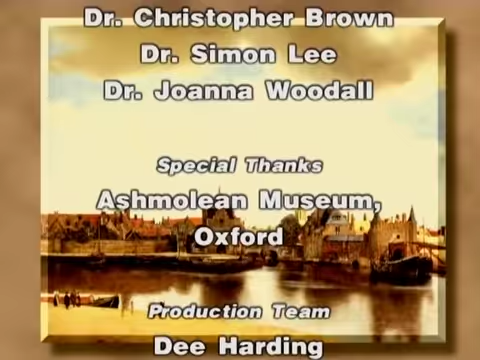 Dr. Christopher Brown
Dr. Simon Lee
Dr. Joanna Woodall
Special Thanks
Ashmolean Museum,
Oxford
Production Team
Dee Harding